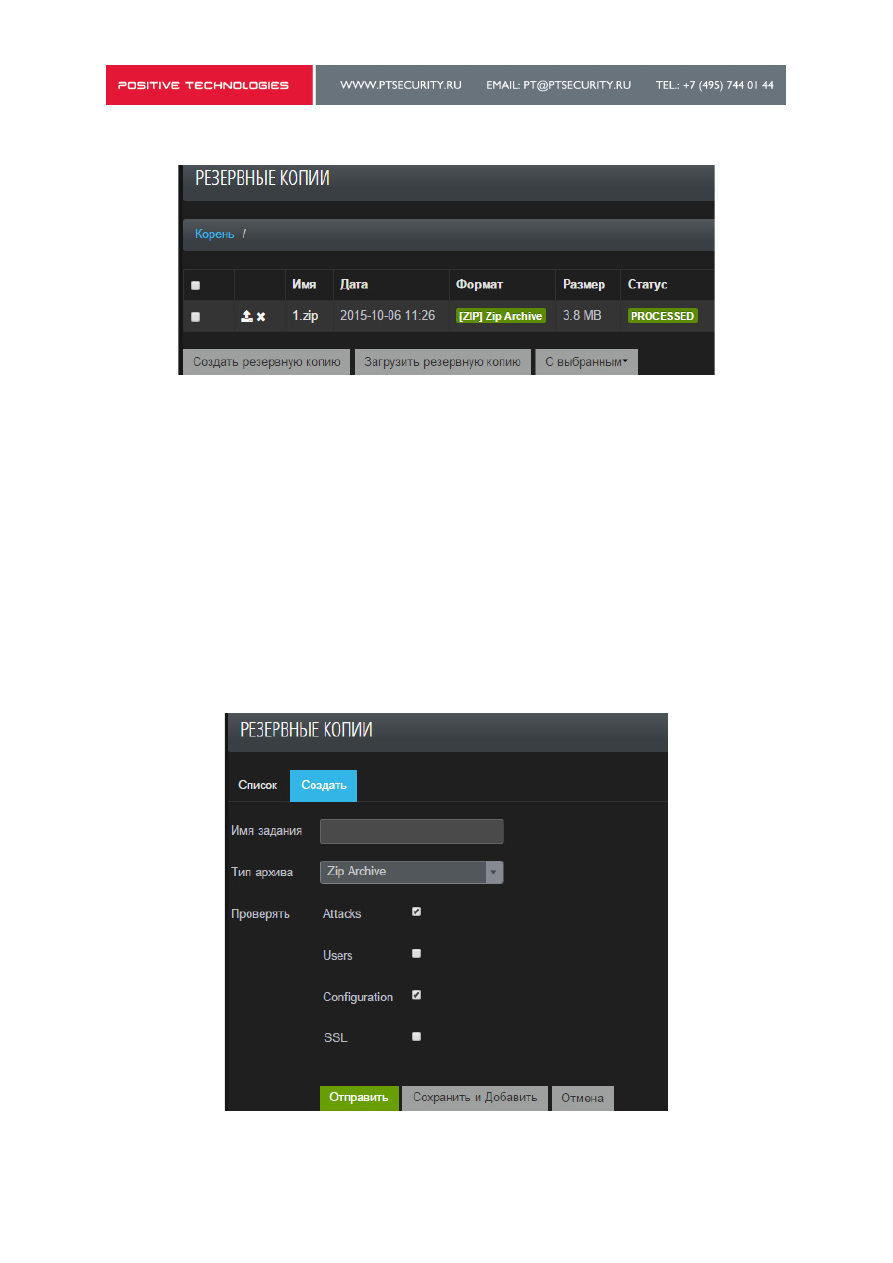 POSITIVE TECHNOLOGIES WWW.PTSECURITY.RU EMAIL: PT@PTSECURITY.RU TEL.: +7 (495) 744 01 44
РЕЗЕРВНЫЕ КОПИИ
Корень /
Имя Дата Формат Размер Статус
1.zip 2015-10-06 11:26 [ZIP] Zip Archive 3.8 MB PROCESSED
Создать резервную копию Загрузить резервную копию С выбранным
РЕЗЕРВНЫЕ КОПИИ
Список Создать
Имя задания
Тип архива Zip Archive
Проверять Attacks
Users
Configuration
SSL
Отправить Сохранить и Добавить Отмена